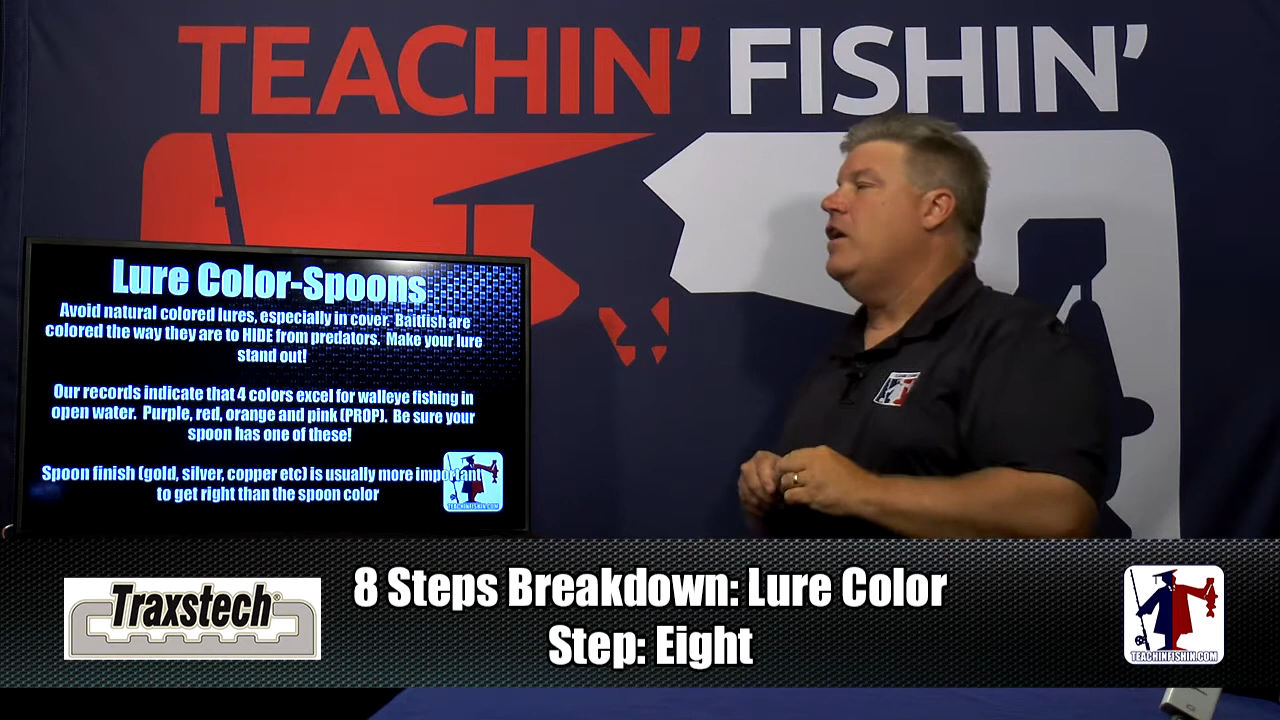 TEACHIN' FISHIN'
Lure Color-Spoons
Avoid natural colored lures, especially in cover. Baitfish are
colored the way they are to HIDE from predators. Make your lure
stand out!
Our records indicate that 4 colors excel for walleye fishing in
open water. Purple, red, orange and pink (PROP). Be sure your
spoon has one of these!
Spoon finish (gold, silver, copper etc) is usually more important
to get right than the spoon color
TEACHINFISHIN.COM
Traxstech®
8 Steps Breakdown: Lure Color
Step: Eight
TEACHINFISHIN.COM